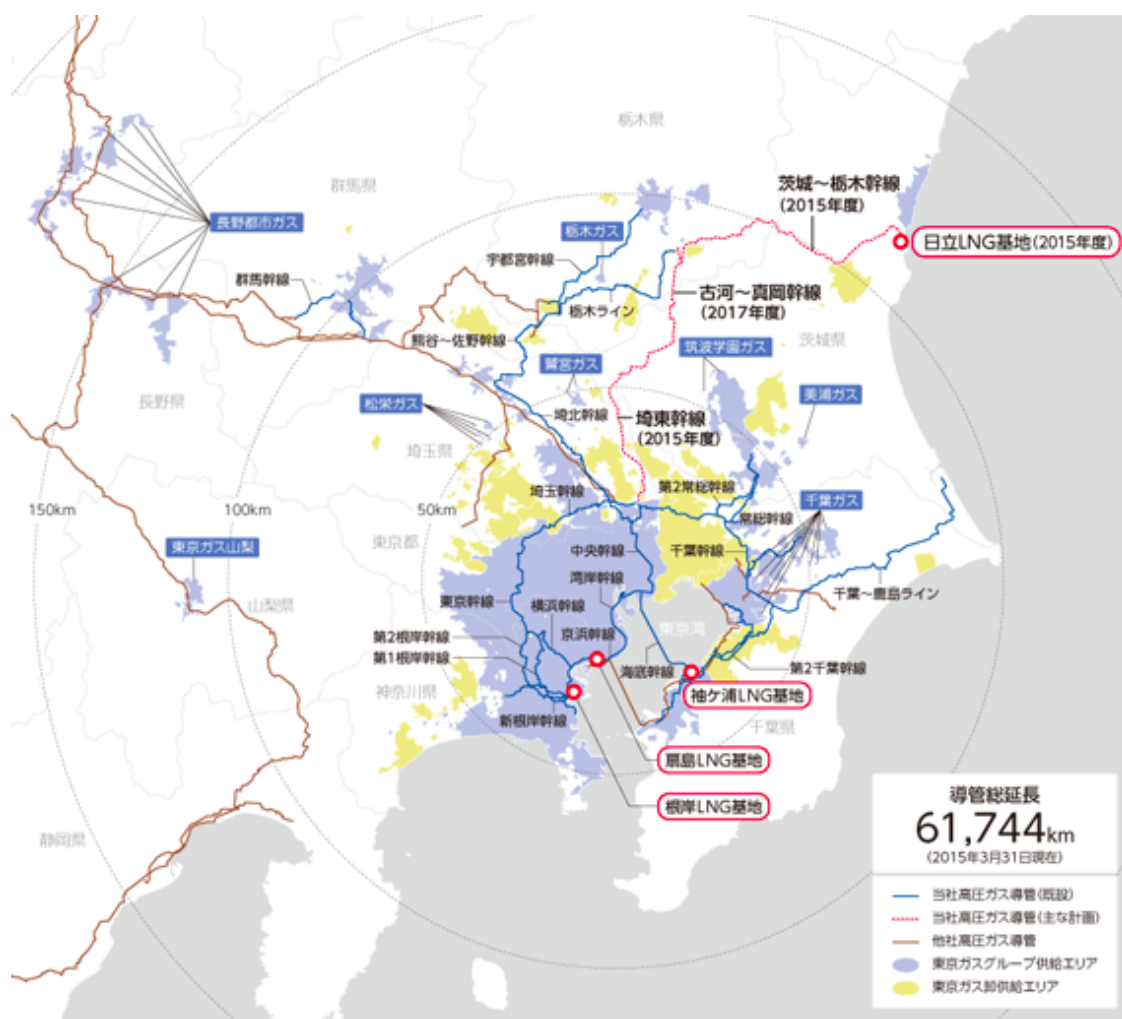 栃木県
茨城~栃木幹線
(2015年度)
群馬県
長野都市ガス
栃木ガス
日立LNG基地(2015年度)
宇都宮幹線
群馬幹線
古河~真岡幹線
(2017年度)
栃木ライン
熊谷~佐野幹線
茨城県
筑波学園ガス
鷲宮ガス
長野県
松栄ガス
美浦ガス
埼北幹線
埼東幹線
(2015年度)
埼玉県
埼玉幹線
第2常総幹線
千葉ガス
150km
100km
50km
常総幹線
東京都
東京ガス山梨
中央幹線
千葉幹線
湾岸幹線
山梨県
東京幹線
横浜幹線
千葉~鹿島ライン
京浜幹線
東京湾
第2根岸幹線
第1根岸幹線
海底幹線
第2千葉幹線
神奈川県
袖ケ浦LNG基地
新根岸幹線
千葉県
扇島LNG基地
根岸LNG基地
静岡県
導管総延長
61,744km
(2015年3月31日現在)
当社高圧ガス導管(既設)
当社高圧ガス導管(主な計画)
他社高圧ガス導管
東京ガスグループ供給エリア
東京ガス卸供給エリア